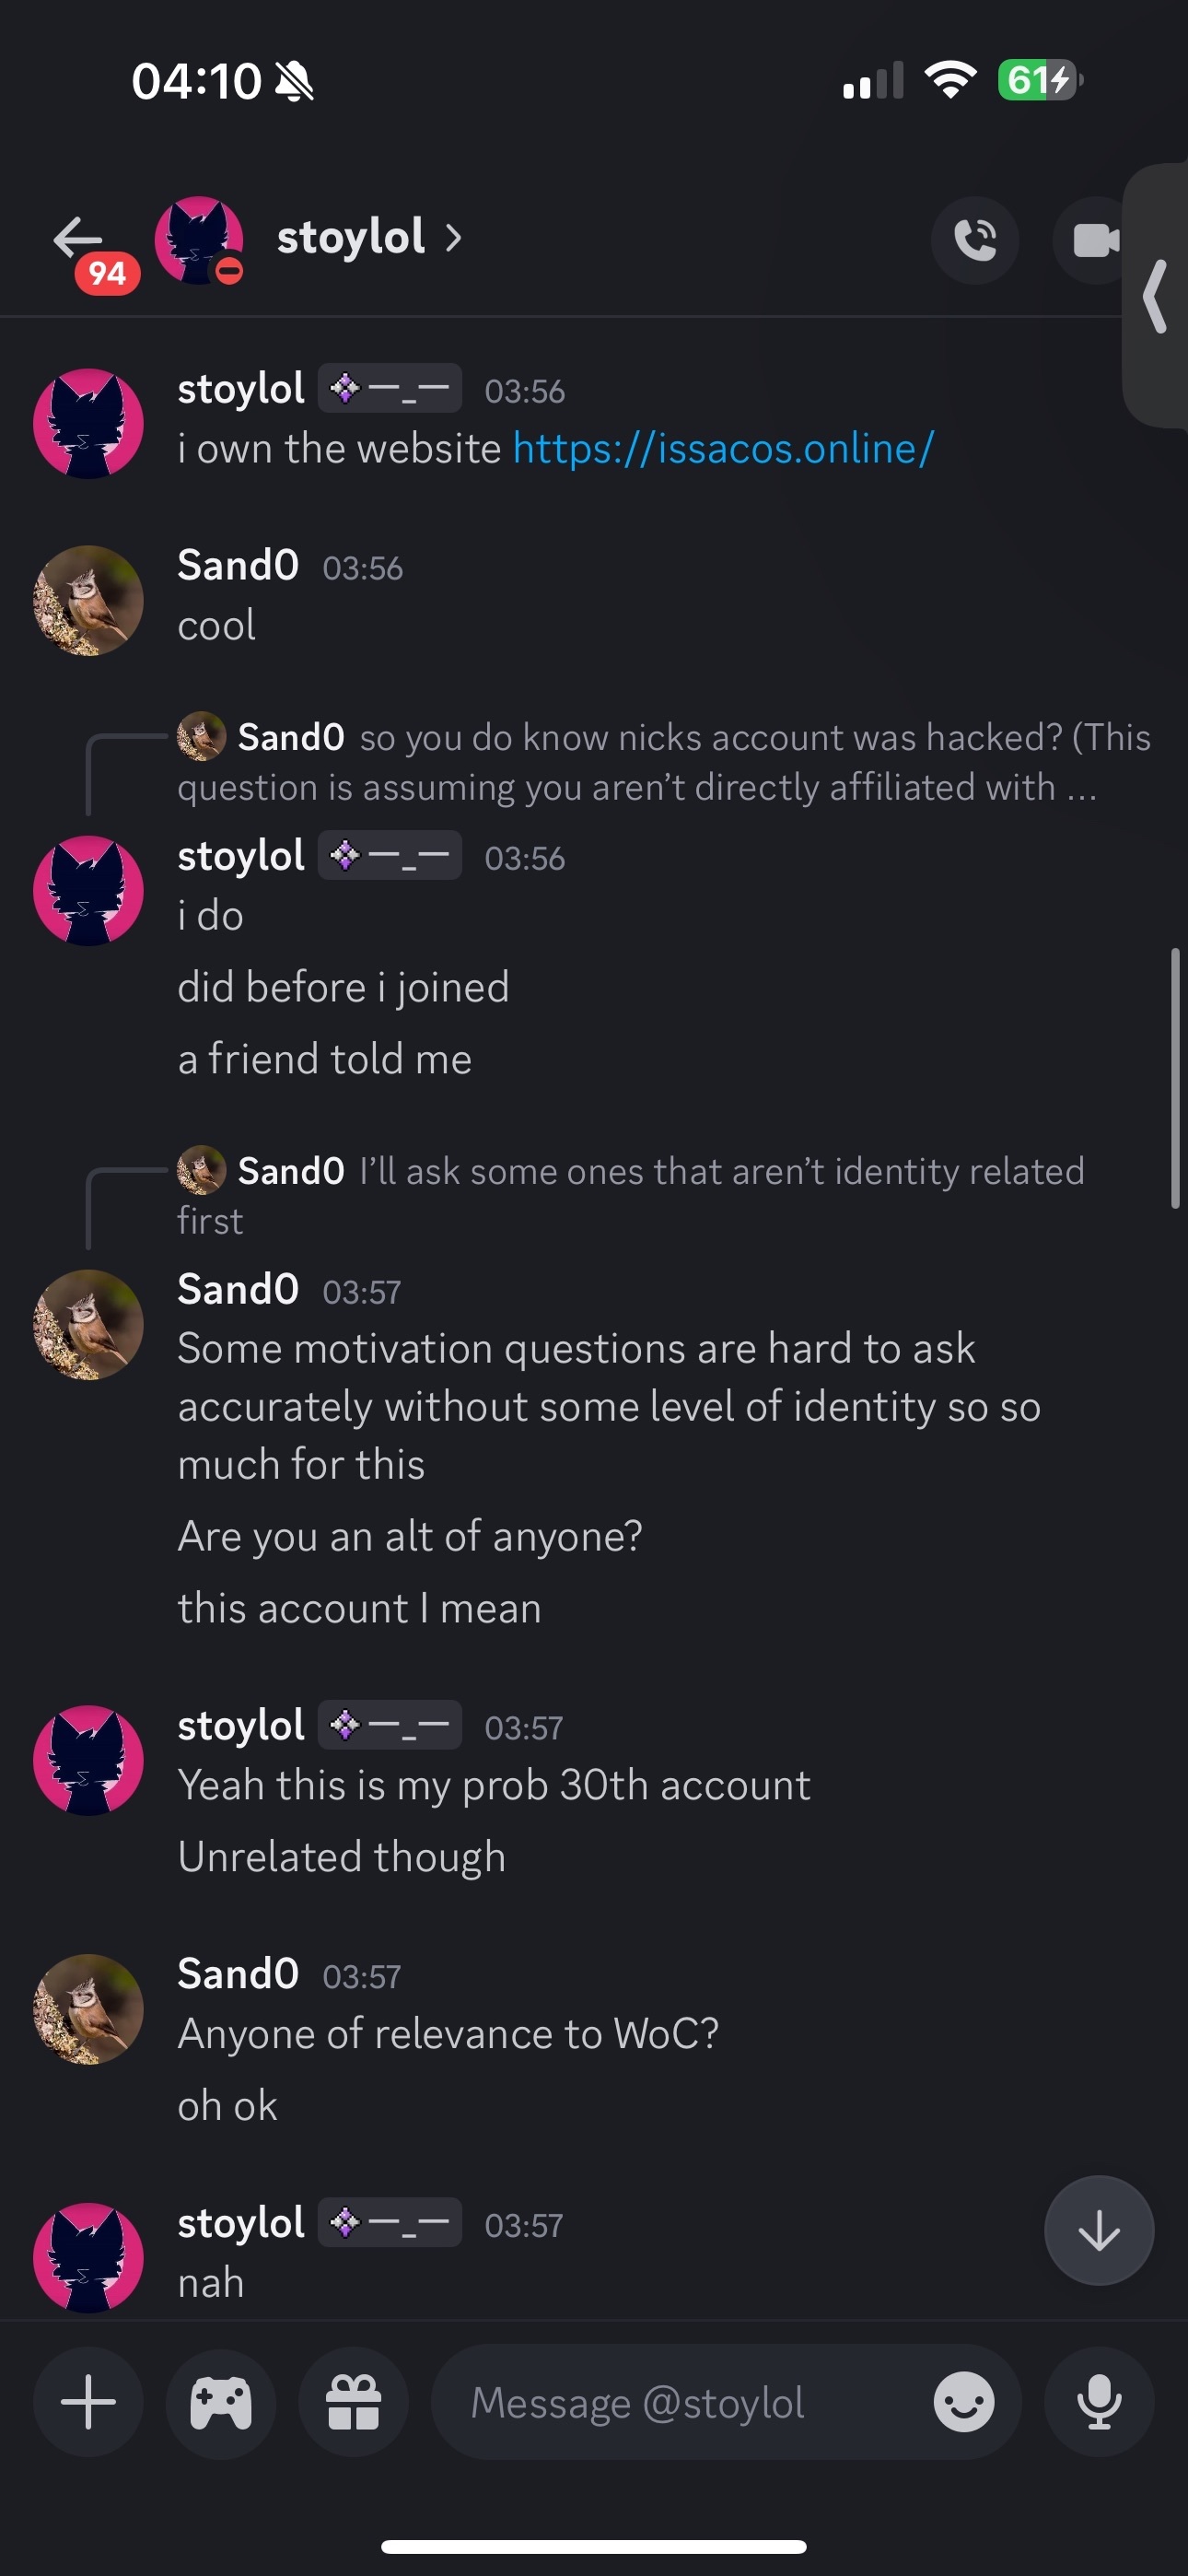 04:10
61
94
stoylol
stoylol —_— 03:56
i own the website https://issacos.online/
Sand0 03:56
cool
Sand0 so you do know nicks account was hacked? (This
question is assuming you aren’t directly affiliated with ...
stoylol —_— 03:56
i do
did before i joined
a friend told me
Sand0 I’ll ask some ones that aren’t identity related
first
Sand0 03:57
Some motivation questions are hard to ask
accurately without some level of identity so so
much for this
Are you an alt of anyone?
this account I mean
stoylol —_— 03:57
Yeah this is my prob 30th account
Unrelated though
Sand0 03:57
Anyone of relevance to WoC?
oh ok
stoylol —_— 03:57
nah
Message @stoylol